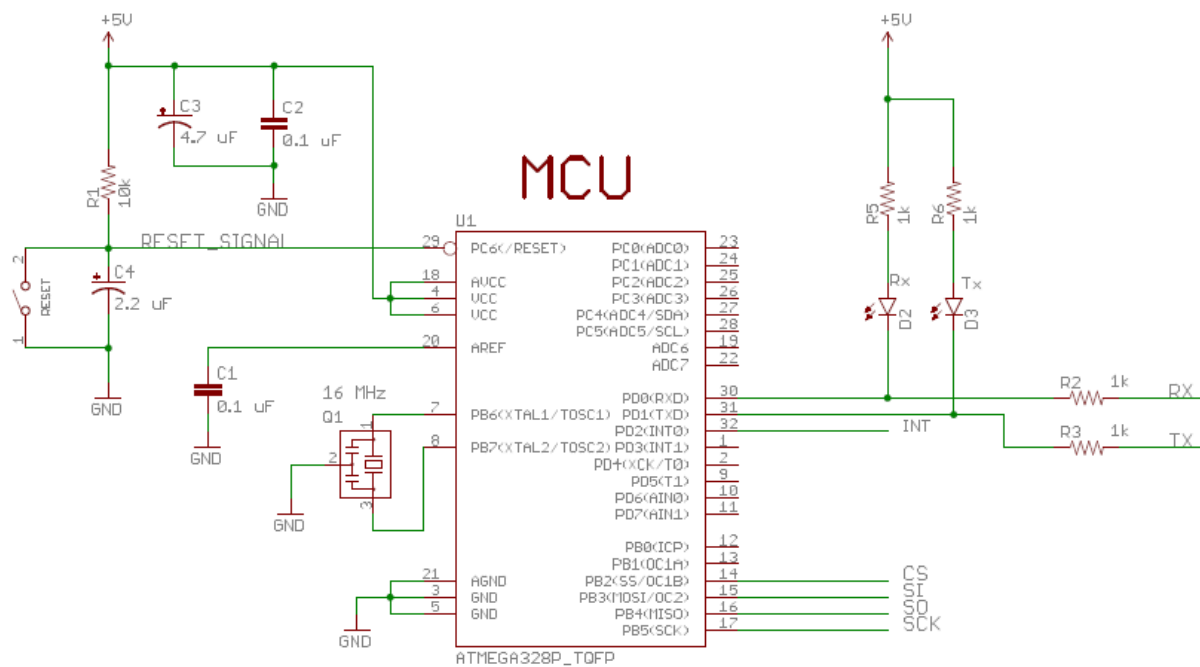 +5V
+5V
C3
4.7 uF
C2
0.1 uF
R1
10k
GND
MCU
U1
R5
1k
R6
1k
RESET_SIGNAL
29
PC6(/RESET)
PC0(ADC0)
23
PC1(ADC1)
24
2
RESET
1
C4
2.2 uF
18
AVCC
PC2(ADC2)
25
4
VCC
PC3(ADC3)
26
6
VCC
PC4(ADC4/SDA)
27
PC5(ADC5/SCL)
28
Rx
D2
Tx
D3
20
AREF
ADC6
19
ADC7
22
C1
0.1 uF
GND
GND
16 MHz
Q1
1
2
3
GND
PD0(RXD)
30
R2
1k
RX
7
PB6(XTAL1/TOSC1)
PD1(TXD)
31
PD2(INT0)
32
INT
R3
1k
TX
8
PB7(XTAL2/TOSC2)
PD3(INT1)
1
PD4(XCK/T0)
2
PD5(T1)
9
PD6(AIN0)
10
PD7(AIN1)
11
PB0(ICP)
12
PB1(OC1A)
13
21
AGND
PB2(SS/OC1B)
14
CS
3
GND
PB3(MOSI/OC2)
15
SI
5
GND
PB4(MISO)
16
SO
PB5(SCK)
17
SCK
GND
ATMEGA328P_TQFP